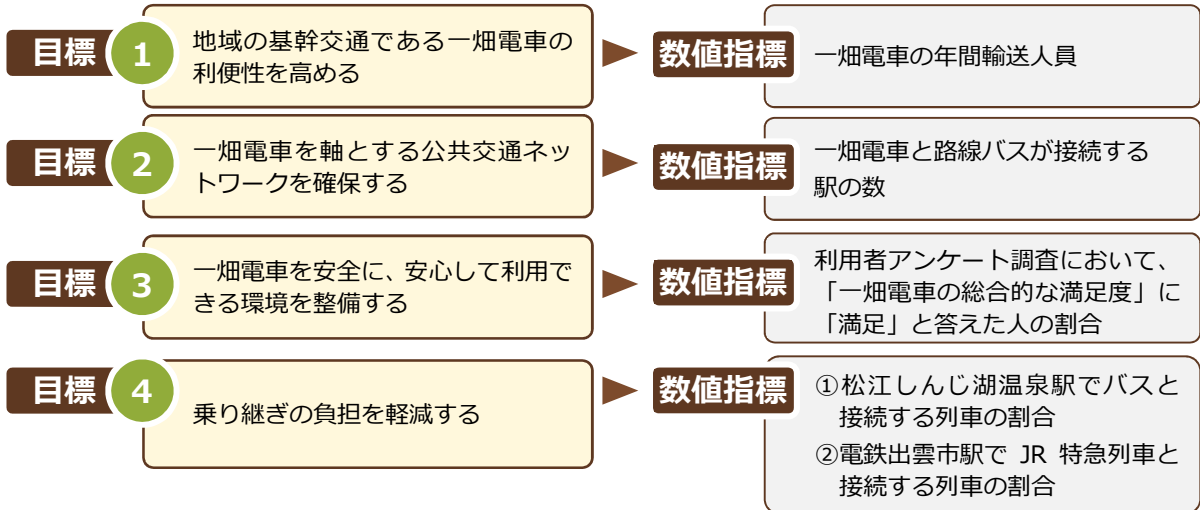 目標 1
地域の基幹交通である一畑電車の
利便性を高める
数値指標
一畑電車の年間輸送人員
目標 2
一畑電車を軸とする公共交通ネッ
トワークを確保する
数値指標
一畑電車と路線バスが接続する
駅の数
目標 3
一畑電車を安全に、安心して利用で
きる環境を整備する
数値指標
利用者アンケート調査において、
「一畑電車の総合的な満足度」に
「満足」と答えた人の割合
目標 4
乗り継ぎの負担を軽減する
数値指標
①松江しんじ湖温泉駅でバスと
接続する列車の割合
②電鉄出雲市駅で JR 特急列車と
接続する列車の割合